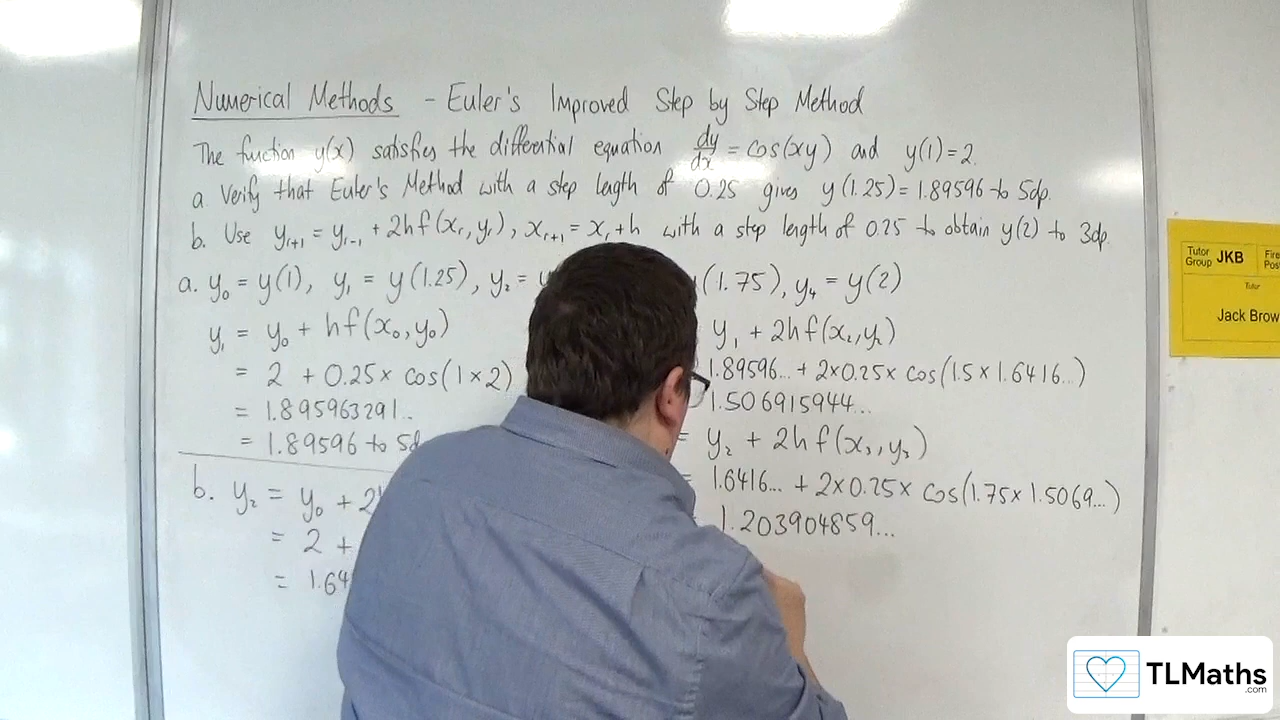 Numerical Methods - Euler's Improved Step by Step Method
The function y(x) satisfies the differential equation dy/dx = cos(xy) and y(1)=2.
a. Verify that Euler's Method with a step length of 0.25 gives y(1.25) = 1.89596 to 5dp.
b. Use yᵣ₊₁ = yᵣ₋₁ + 2hf(xᵣ, yᵣ), xᵣ₊₁ = xᵣ + h with a step length of 0.25 to obtain y(2) to 3dp.
a. y₀ = y(1), y₁ = y(1.25), y₂ =
y₁ = y₀ + hf(x₀, y₀)
= 2 + 0.25 × cos(1×2)
= 1.895963291...
= 1.89596 to 5d
b. y₂ = y₀ + 2
= 2 +
= 1.64
(1.75), y₄ = y(2)
y₁ + 2hf(x₂, y₂)
1.89596... + 2×0.25× cos(1.5×1.6416...)
1.506915944...
= y₂ + 2hf(x₃, y₃)
= 1.6416... + 2×0.25× cos(1.75×1.5069...)
1.203904859...
Tutor Group JKB
Tutor
Jack Brow
TLMaths
.com